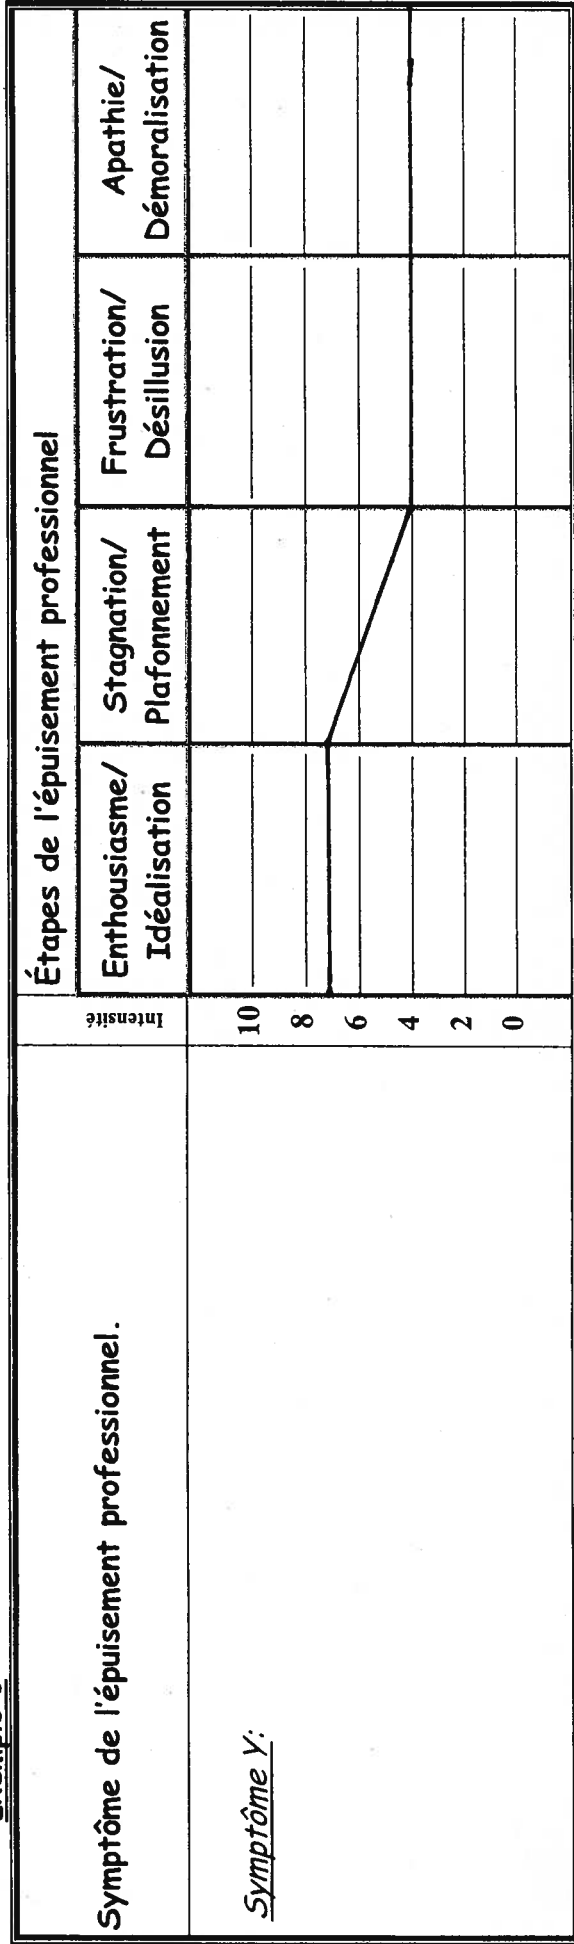 Symptôme de l'épuisement professionnel.
Intensité
Étapes de l'épuisement professionnel
Enthousiasme/
Idéalisation
Stagnation/
Plafonnement
Frustration/
Désillusion
Apathie/
Démoralisation
Symptôme Y:
10
8
6
4
2
0